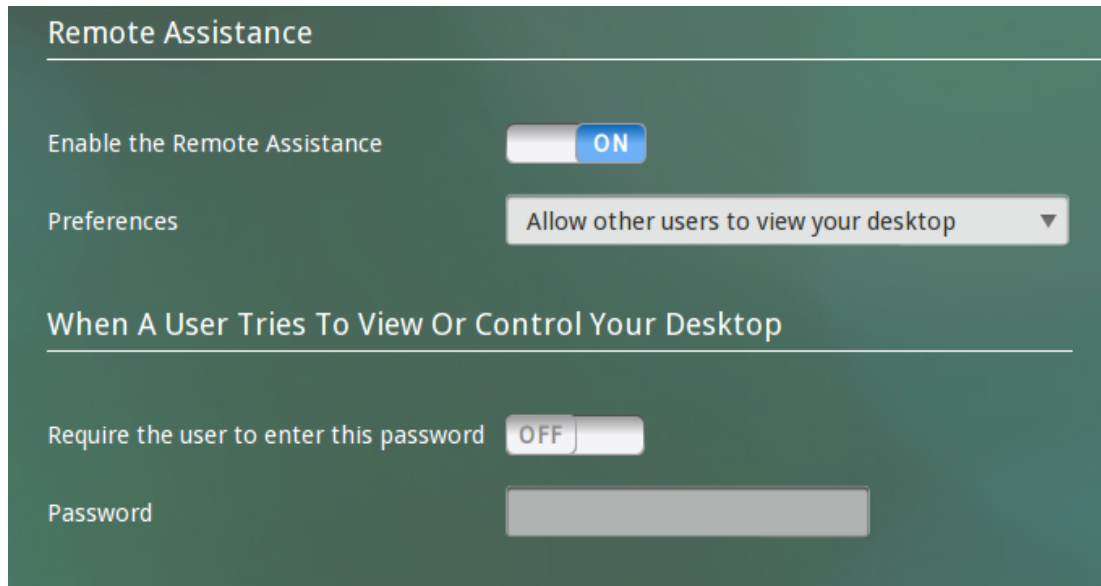 Remote Assistance
Enable the Remote Assistance
ON
Preferences
Allow other users to view your desktop
When A User Tries To View Or Control Your Desktop
Require the user to enter this password
OFF
Password